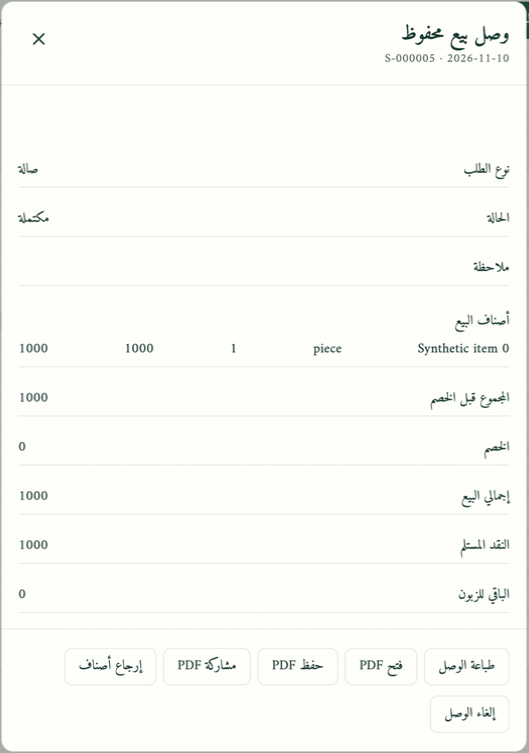 وصل بيع محفوظ
S-000005 · 2026-11-10
نوع الطلب صالة
الحالة مكتملة
ملاحظة
أصناف البيع
Synthetic item 0 piece 1 1000 1000
المجموع قبل الخصم 1000
الخصم 0
إجمالي البيع 1000
النقد المستلم 1000
الباقي للزبون 0
طباعة الوصل فتح PDF حفظ PDF مشاركة PDF إرجاع أصناف
إلغاء الوصل